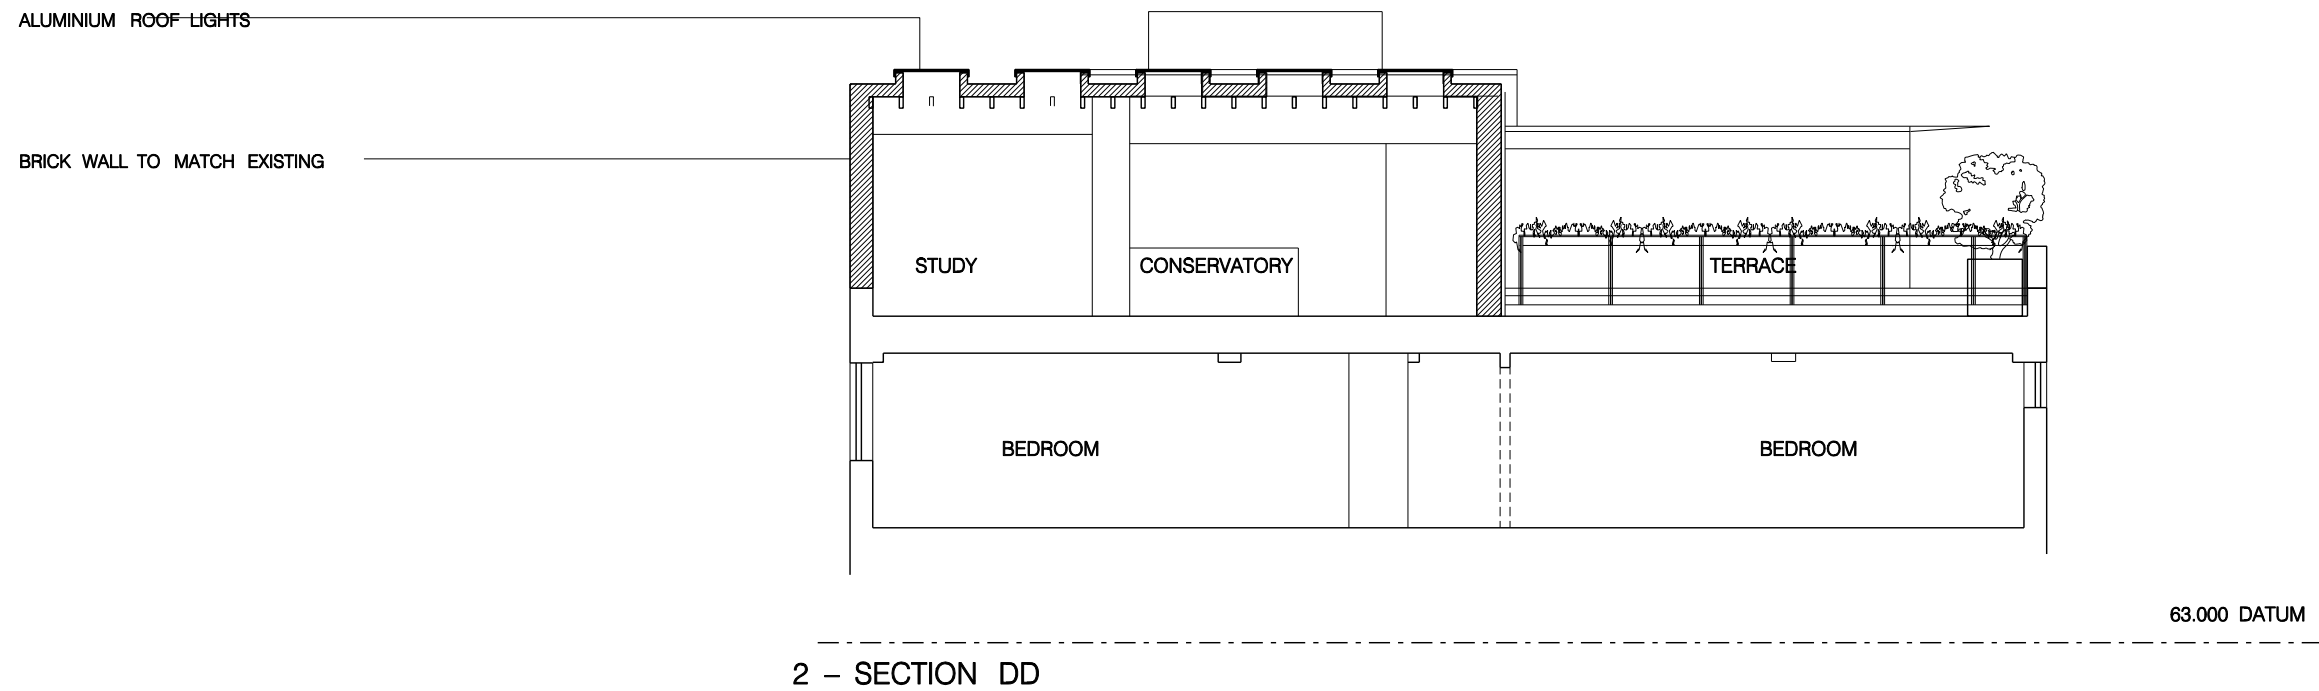 ALUMINIUM ROOF LIGHTS
BRICK WALL TO MATCH EXISTING
STUDY
CONSERVATORY
TERRACE
BEDROOM
BEDROOM
63.000 DATUM
2 – SECTION DD